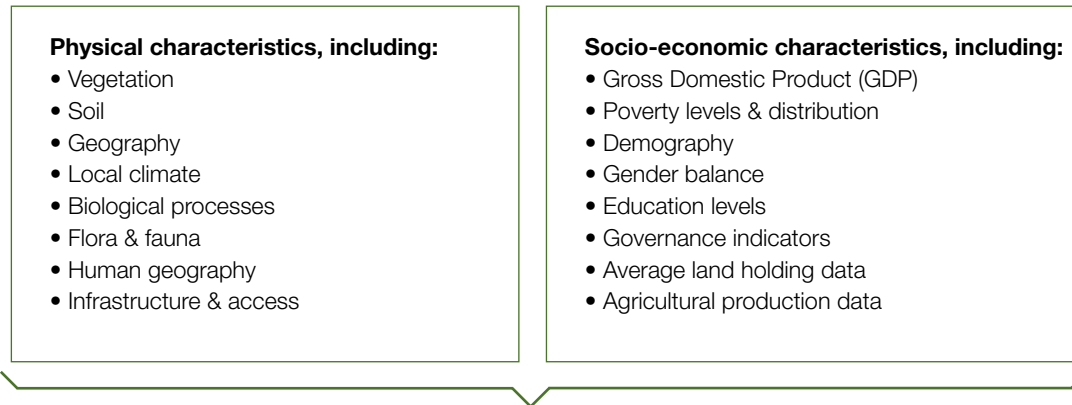 Physical characteristics, including:
• Vegetation
• Soil
• Geography
• Local climate
• Biological processes
• Flora & fauna
• Human geography
• Infrastructure & access
Socio-economic characteristics, including:
• Gross Domestic Product (GDP)
• Poverty levels & distribution
• Demography
• Gender balance
• Education levels
• Governance indicators
• Average land holding data
• Agricultural production data